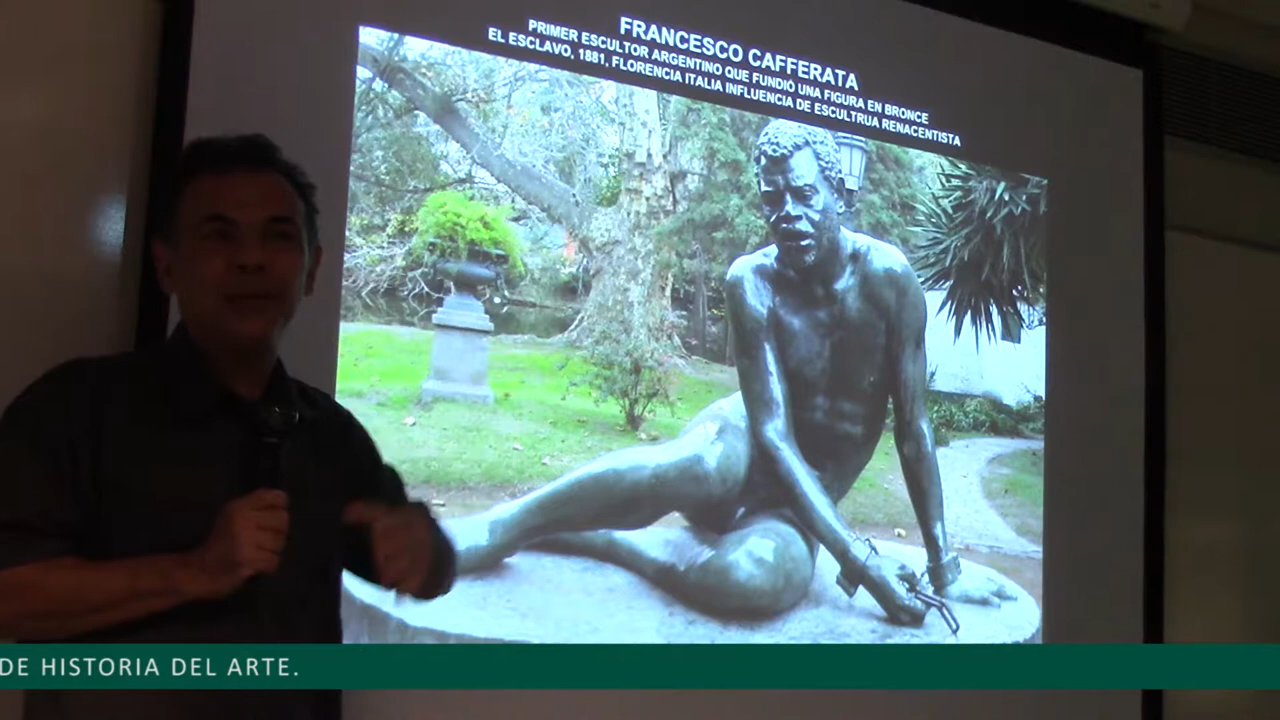 FRANCESCO CAFFERATA
PRIMER ESCULTOR ARGENTINO QUE FUNDIÓ UNA FIGURA EN BRONCE
EL ESCLAVO, 1881, FLORENCIA ITALIA INFLUENCIA DE ESCULTRUA RENACENTISTA
DE HISTORIA DEL ARTE.